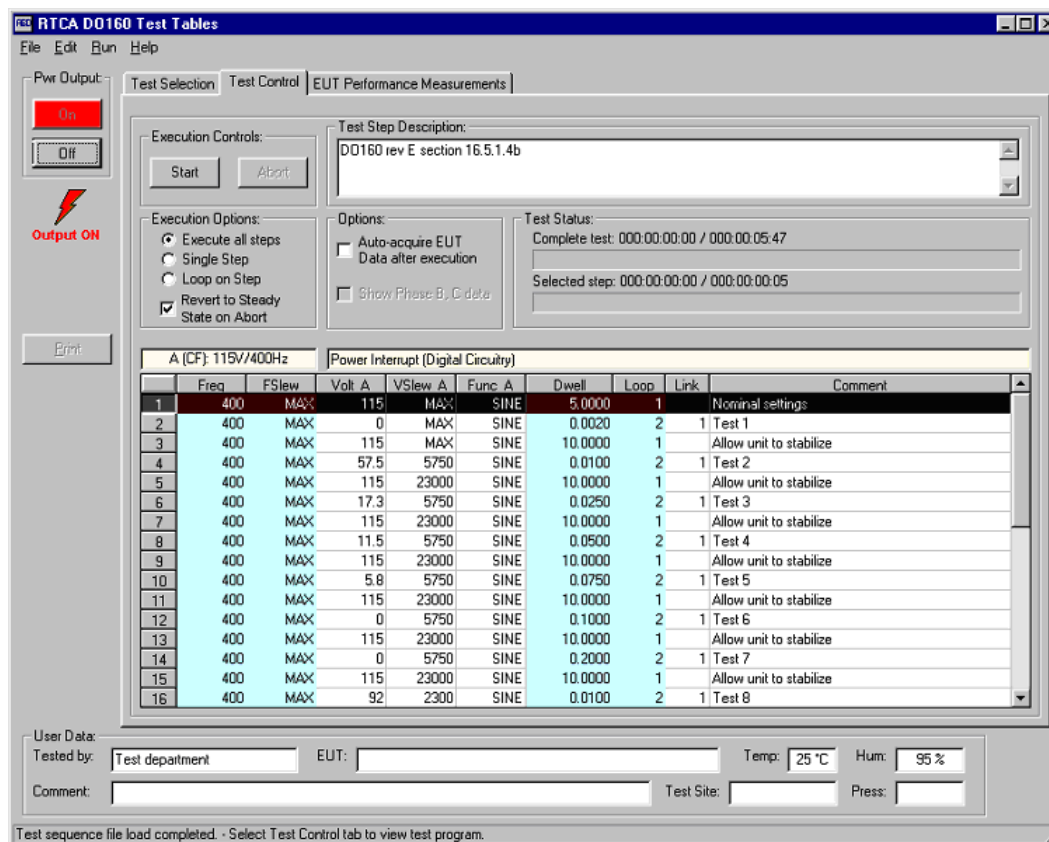 RTCA DO160 Test Tables
File Edit Run Help
Pwr Output:
On
Off
Output ON
Print
Test Selection Test Control EUT Performance Measurements
Execution Controls:
Start Abort
Test Step Description:
DO160 rev E section 16.5.1.4b
Execution Options:
Execute all steps
Single Step
Loop on Step
Revert to Steady
State on Abort
Options:
Auto-acquire EUT
Data after execution
Show Phase B, C data
Test Status:
Complete test: 000:00:00:00 / 000:00:05:47
Selected step: 000:00:00:00 / 000:00:00:05
A (CF): 115V/400Hz Power Interrupt (Digital Circuitry)
Freq FSlew Volt A VSlew A Func A Dwell Loop Link Comment
1 400 MAX 115 MAX SINE 5.0000 1 Nominal settings
2 400 MAX 0 MAX SINE 0.0020 2 1 Test 1
3 400 MAX 115 MAX SINE 10.0000 1 Allow unit to stabilize
4 400 MAX 57.5 5750 SINE 0.0100 2 1 Test 2
5 400 MAX 115 23000 SINE 10.0000 1 Allow unit to stabilize
6 400 MAX 17.3 5750 SINE 0.0250 2 1 Test 3
7 400 MAX 115 23000 SINE 10.0000 1 Allow unit to stabilize
8 400 MAX 11.5 5750 SINE 0.0500 2 1 Test 4
9 400 MAX 115 23000 SINE 10.0000 1 Allow unit to stabilize
10 400 MAX 5.8 5750 SINE 0.0750 2 1 Test 5
11 400 MAX 115 23000 SINE 10.0000 1 Allow unit to stabilize
12 400 MAX 0 5750 SINE 0.1000 2 1 Test 6
13 400 MAX 115 23000 SINE 10.0000 1 Allow unit to stabilize
14 400 MAX 0 5750 SINE 0.2000 2 1 Test 7
15 400 MAX 115 23000 SINE 10.0000 1 Allow unit to stabilize
16 400 MAX 92 2300 SINE 0.0100 2 1 Test 8
User Data:
Tested by: Test department EUT: Temp: 25 °C Hum: 95 %
Comment: Test Site: Press:
Test sequence file load completed. - Select Test Control tab to view test program.